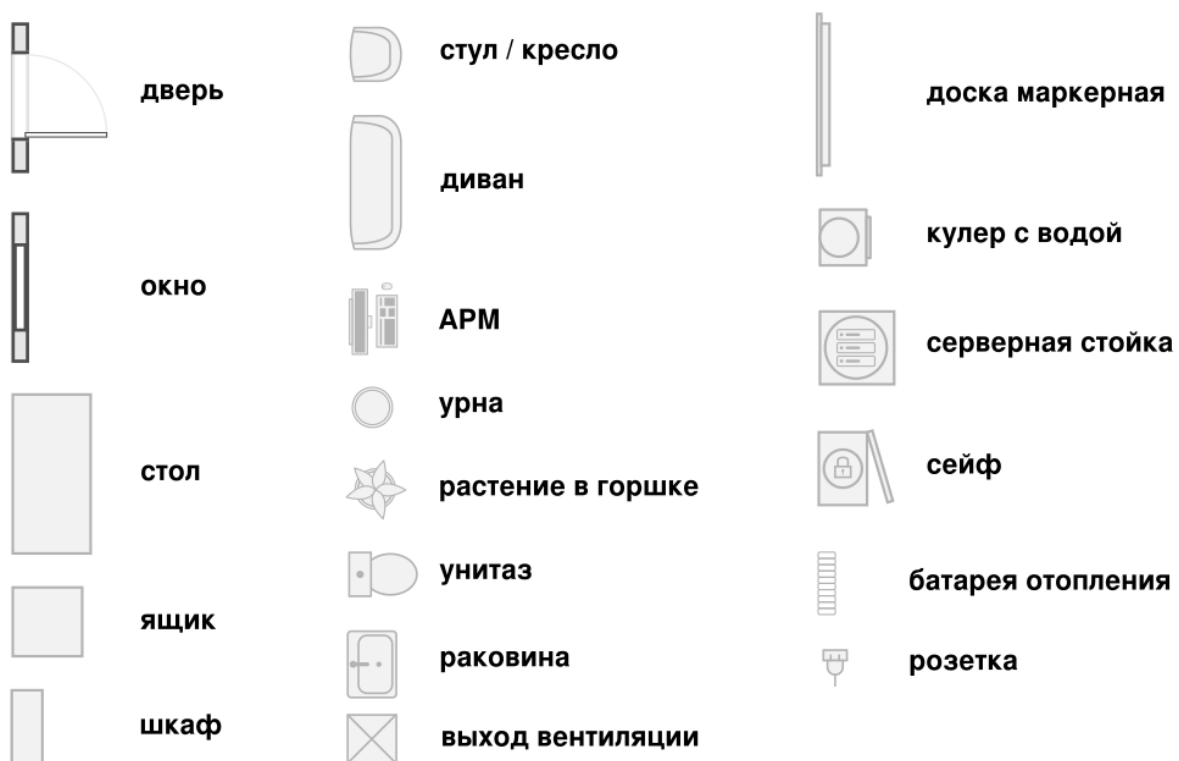 дверь
окно
стол
ящик
шкаф
стул / кресло
диван
АРМ
урна
растение в горшке
унитаз
раковина
выход вентиляции
доска маркерная
кулер с водой
серверная стойка
сейф
батарея отопления
розетка